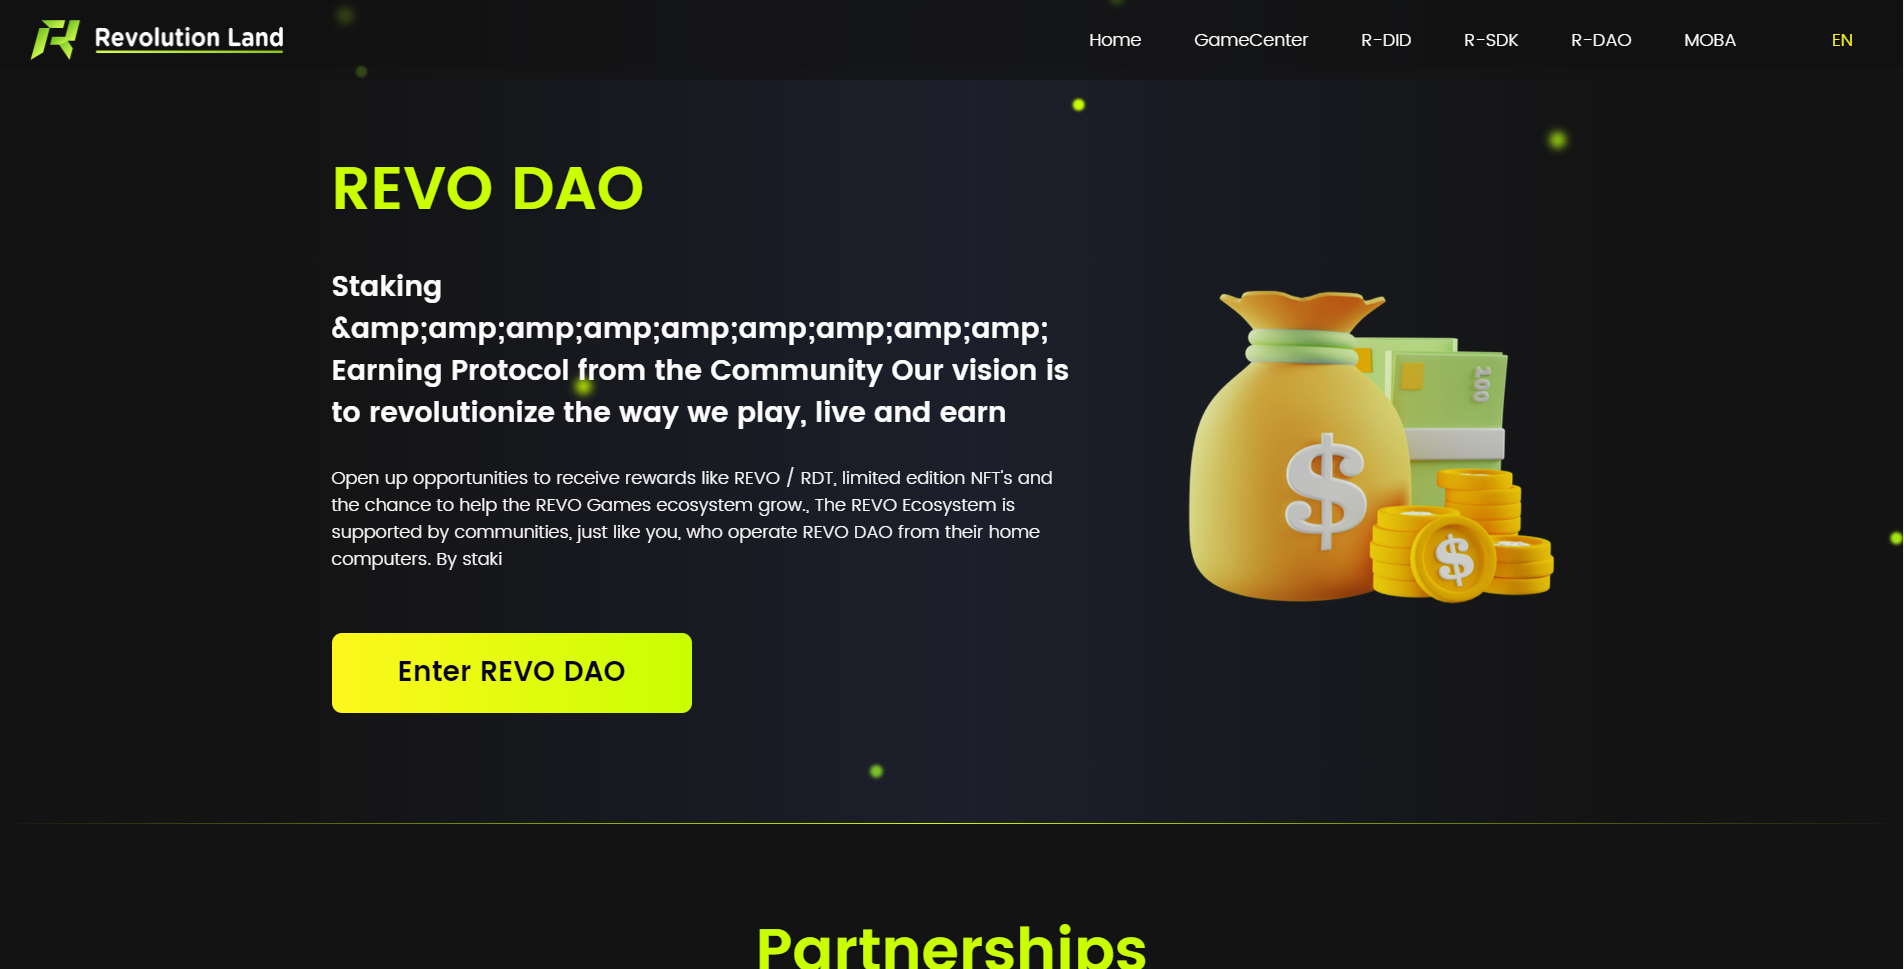 Revolution Land
Home GameCenter R-DID R-SDK R-DAO MOBA EN
REVO DAO
Staking
&amp;amp;amp;amp;amp;amp;amp;amp;amp;
Earning Protocol from the Community Our vision is
to revolutionize the way we play, live and earn
Open up opportunities to receive rewards like REVO / RDT, limited edition NFT's and
the chance to help the REVO Games ecosystem grow., The REVO Ecosystem is
supported by communities, just like you, who operate REVO DAO from their home
computers. By staki
100
$
$
Enter REVO DAO
Partnerships